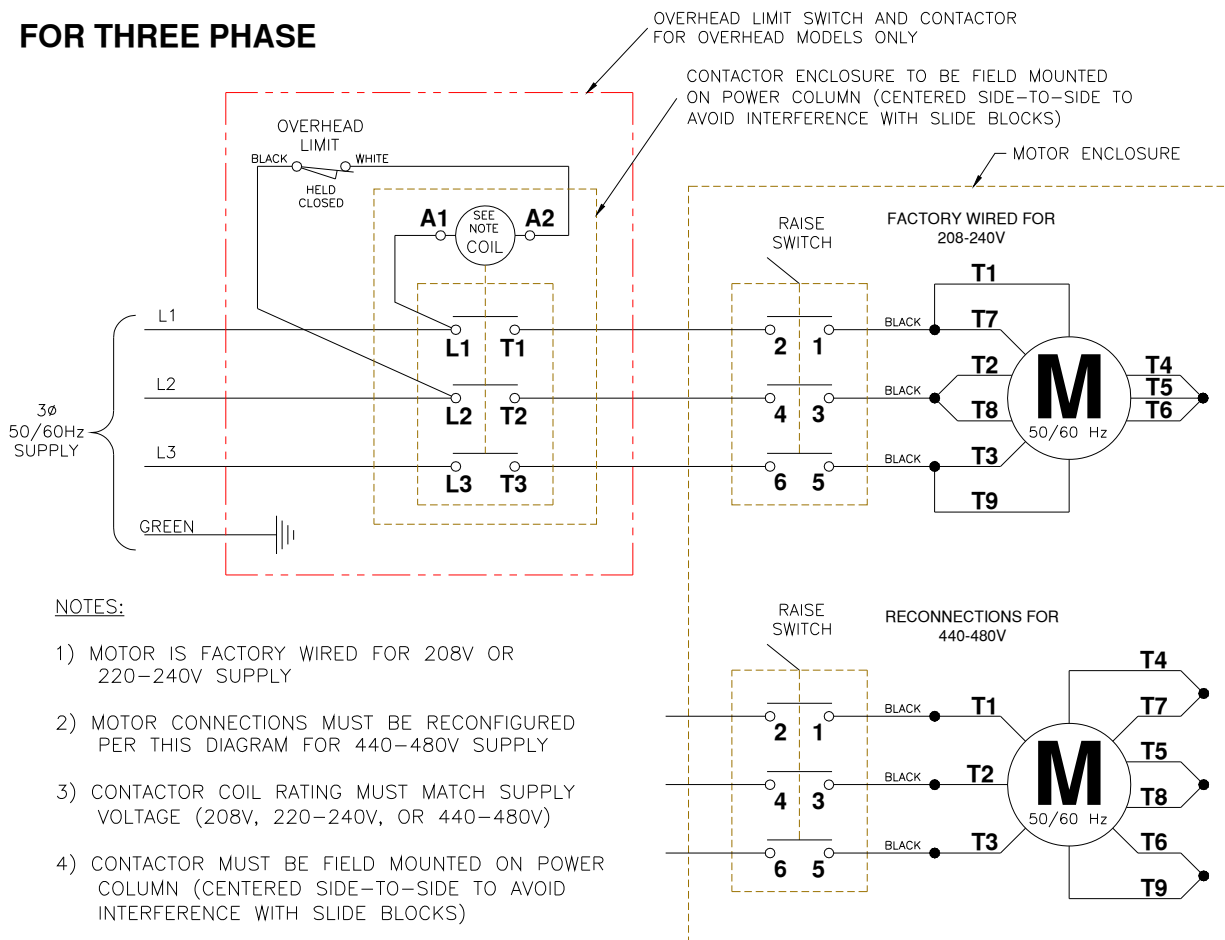 FOR THREE PHASE
OVERHEAD LIMIT SWITCH AND CONTACTOR
FOR OVERHEAD MODELS ONLY
CONTACTOR ENCLOSURE TO BE FIELD MOUNTED
ON POWER COLUMN (CENTERED SIDE-TO-SIDE TO
AVOID INTERFERENCE WITH SLIDE BLOCKS)
MOTOR ENCLOSURE
OVERHEAD
LIMIT
BLACK
WHITE
HELD
CLOSED
A1
SEE
NOTE
COIL
A2
RAISE
SWITCH
FACTORY WIRED FOR
208-240V
3ø
50/60Hz
SUPPLY
L1
L2
L3
GREEN
L1 T1
L2 T2
L3 T3
2 1
4 3
6 5
BLACK
BLACK
BLACK
T1
T7
T2
T8
T3
T9
M
50/60 Hz
T4
T5
T6
NOTES:
1) MOTOR IS FACTORY WIRED FOR 208V OR
220-240V SUPPLY
2) MOTOR CONNECTIONS MUST BE RECONFIGURED
PER THIS DIAGRAM FOR 440-480V SUPPLY
3) CONTACTOR COIL RATING MUST MATCH SUPPLY
VOLTAGE (208V, 220-240V, OR 440-480V)
4) CONTACTOR MUST BE FIELD MOUNTED ON POWER
COLUMN (CENTERED SIDE-TO-SIDE TO AVOID
INTERFERENCE WITH SLIDE BLOCKS)
RAISE
SWITCH
RECONNECTIONS FOR
440-480V
2 1
4 3
6 5
BLACK
BLACK
BLACK
T1
T2
T3
M
50/60 Hz
T4
T7
T5
T8
T6
T9